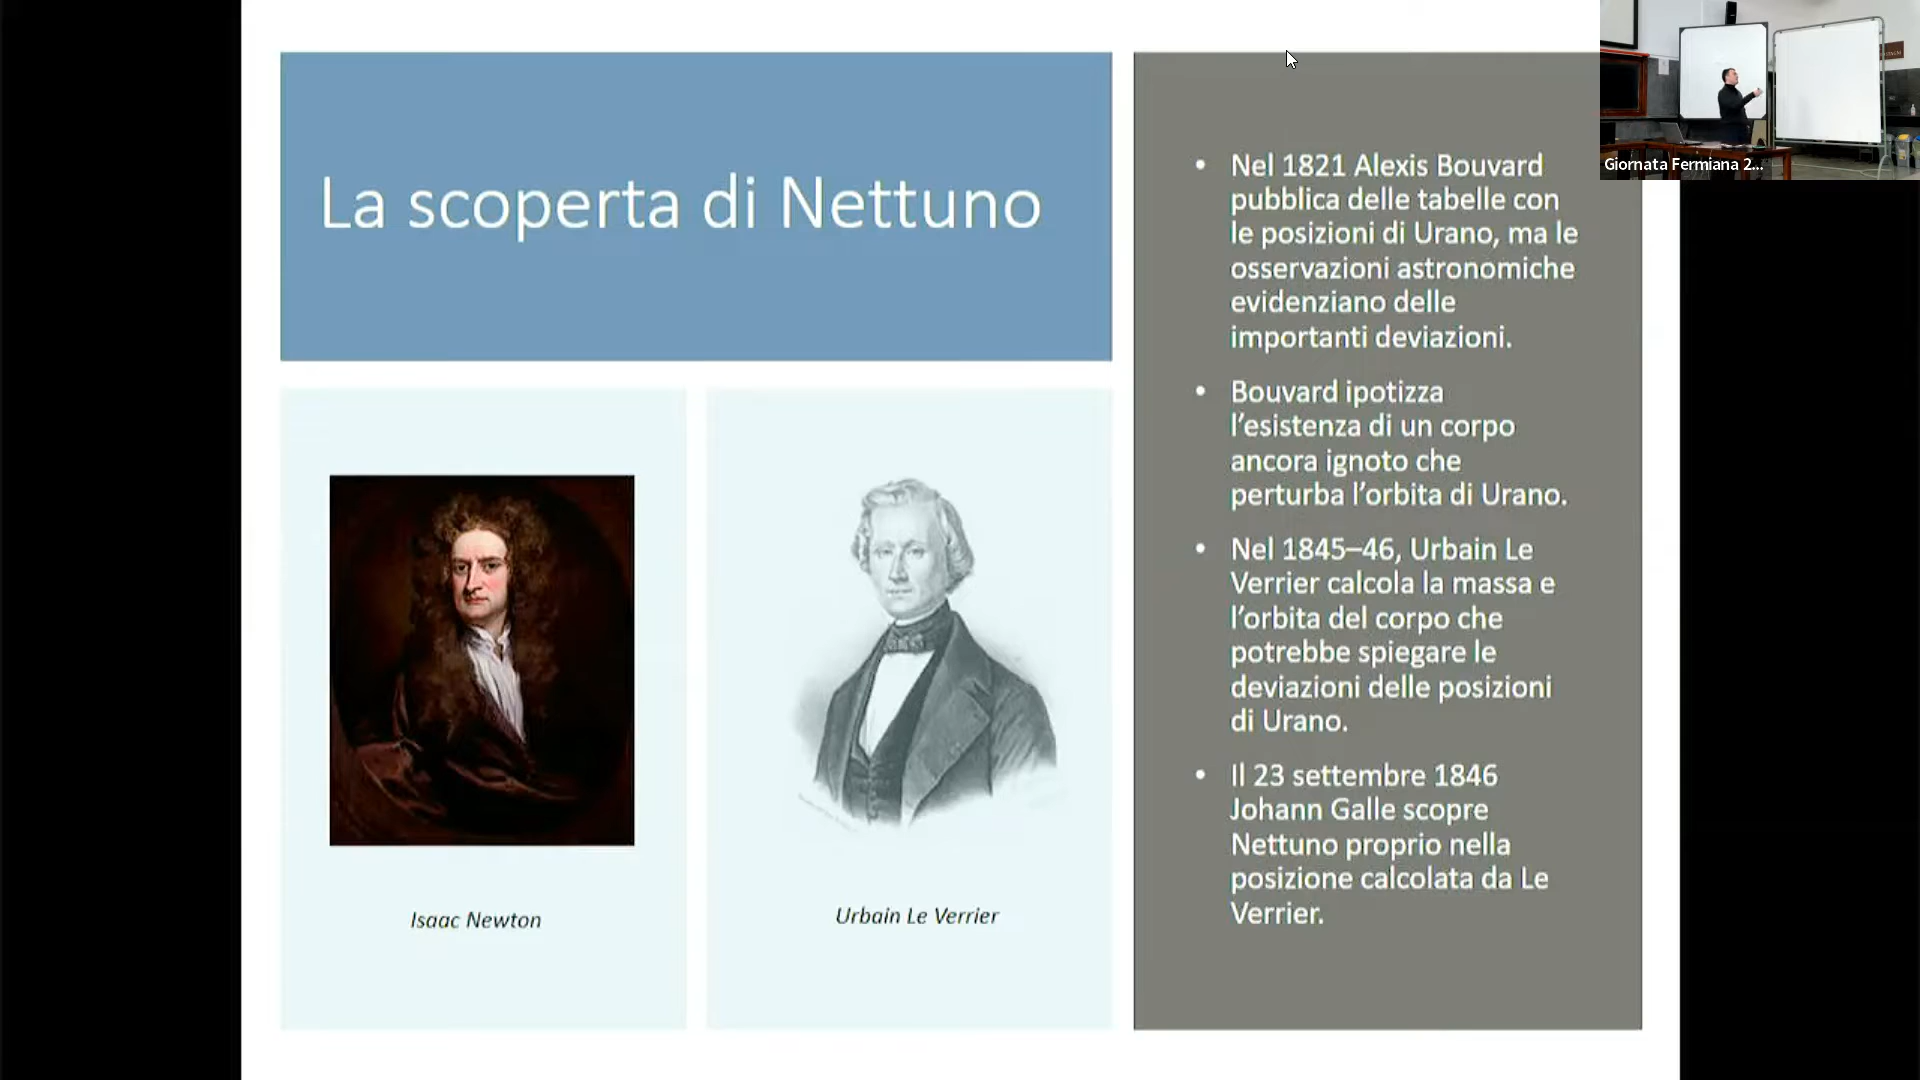 La scoperta di Nettuno
Isaac Newton
Urbain Le Verrier
• Nel 1821 Alexis Bouvard
pubblica delle tabelle con
le posizioni di Urano, ma le
osservazioni astronomiche
evidenziano delle
importanti deviazioni.
• Bouvard ipotizza
l’esistenza di un corpo
ancora ignoto che
perturba l’orbita di Urano.
• Nel 1845–46, Urbain Le
Verrier calcola la massa e
l’orbita del corpo che
potrebbe spiegare le
deviazioni delle posizioni
di Urano.
• Il 23 settembre 1846
Johann Galle scopre
Nettuno proprio nella
posizione calcolata da Le
Verrier.
Giornata Fermiana 2...